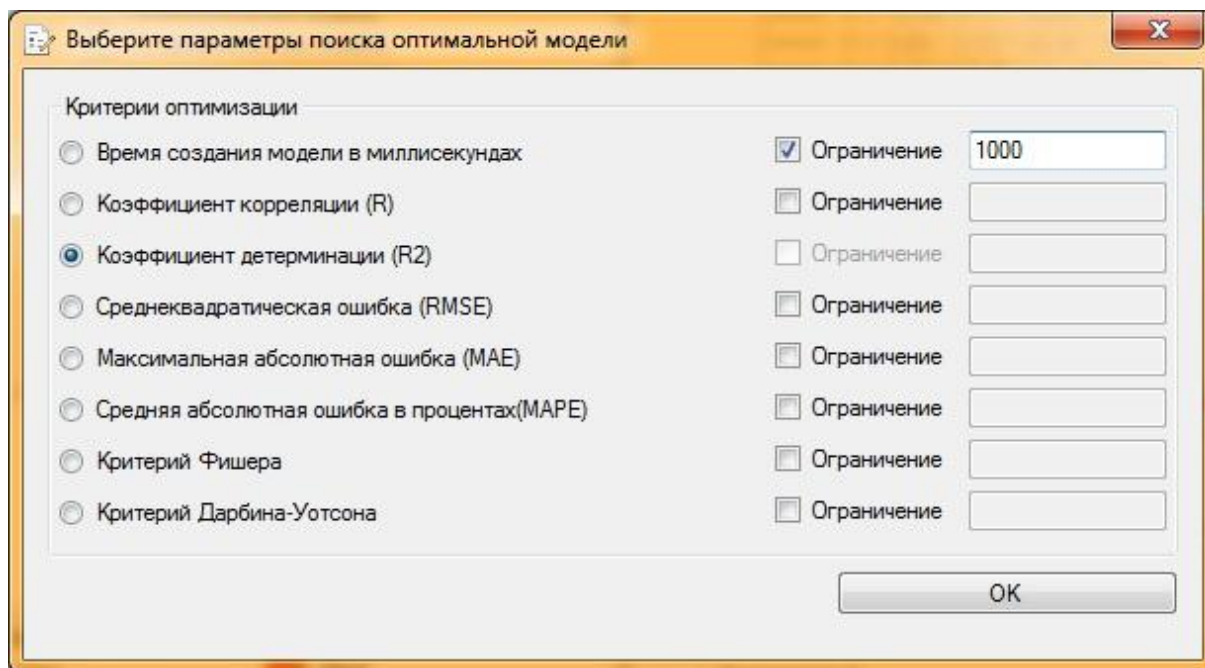 Выберите параметры поиска оптимальной модели
Критерии оптимизации
Время создания модели в миллисекундах Ограничение 1000
Коэффициент корреляции (R) Ограничение
Коэффициент детерминации (R2) Ограничение
Среднеквадратическая ошибка (RMSE) Ограничение
Максимальная абсолютная ошибка (MAE) Ограничение
Средняя абсолютная ошибка в процентах(MAPE) Ограничение
Критерий Фишера Ограничение
Критерий Дарбина-Уотсона Ограничение
OK